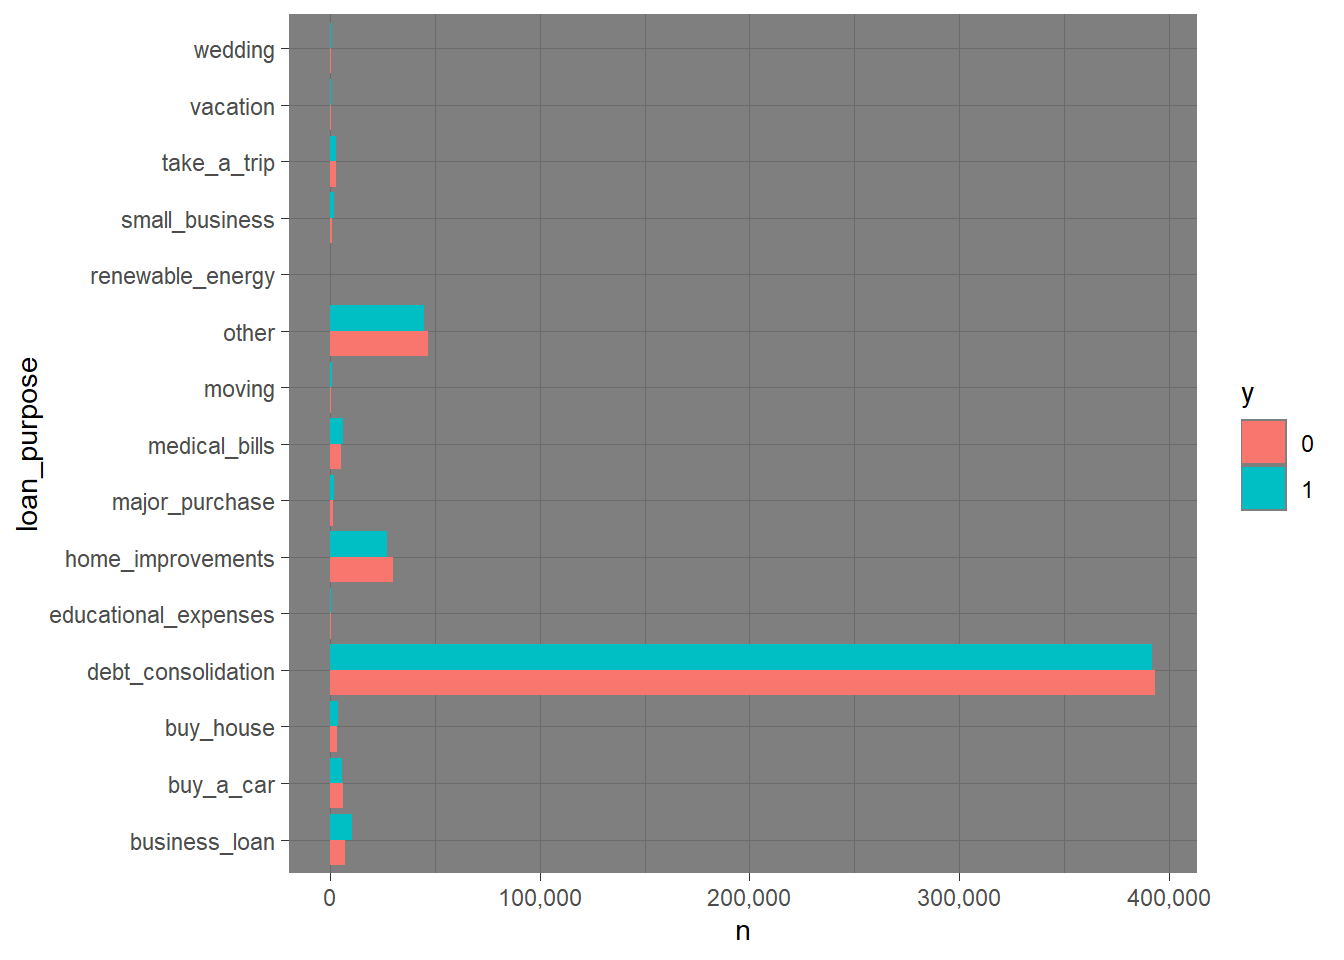 wedding
vacation
take_a_trip
small_business
renewable_energy
other
moving
medical_bills
major_purchase
home_improvements
educational_expenses
debt_consolidation
buy_house
buy_a_car
business_loan
loan_purpose
0
100,000
200,000
300,000
400,000
n
y
0
1